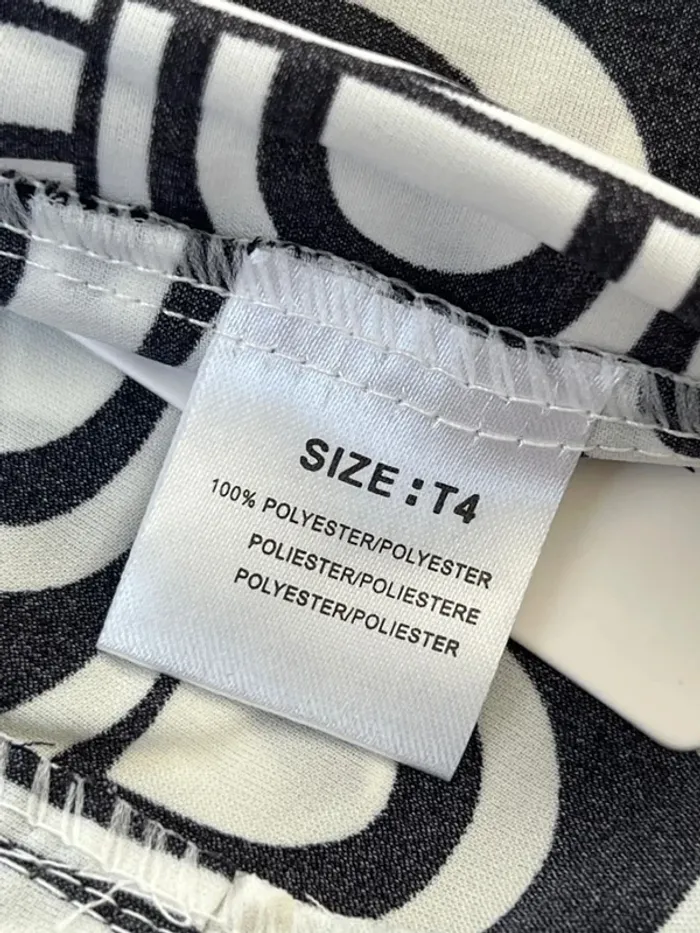 SIZE:T4
100% POLYESTER/POLYESTER
POLIESTER/POLIESTERE
POLYESTER/POLIESTER